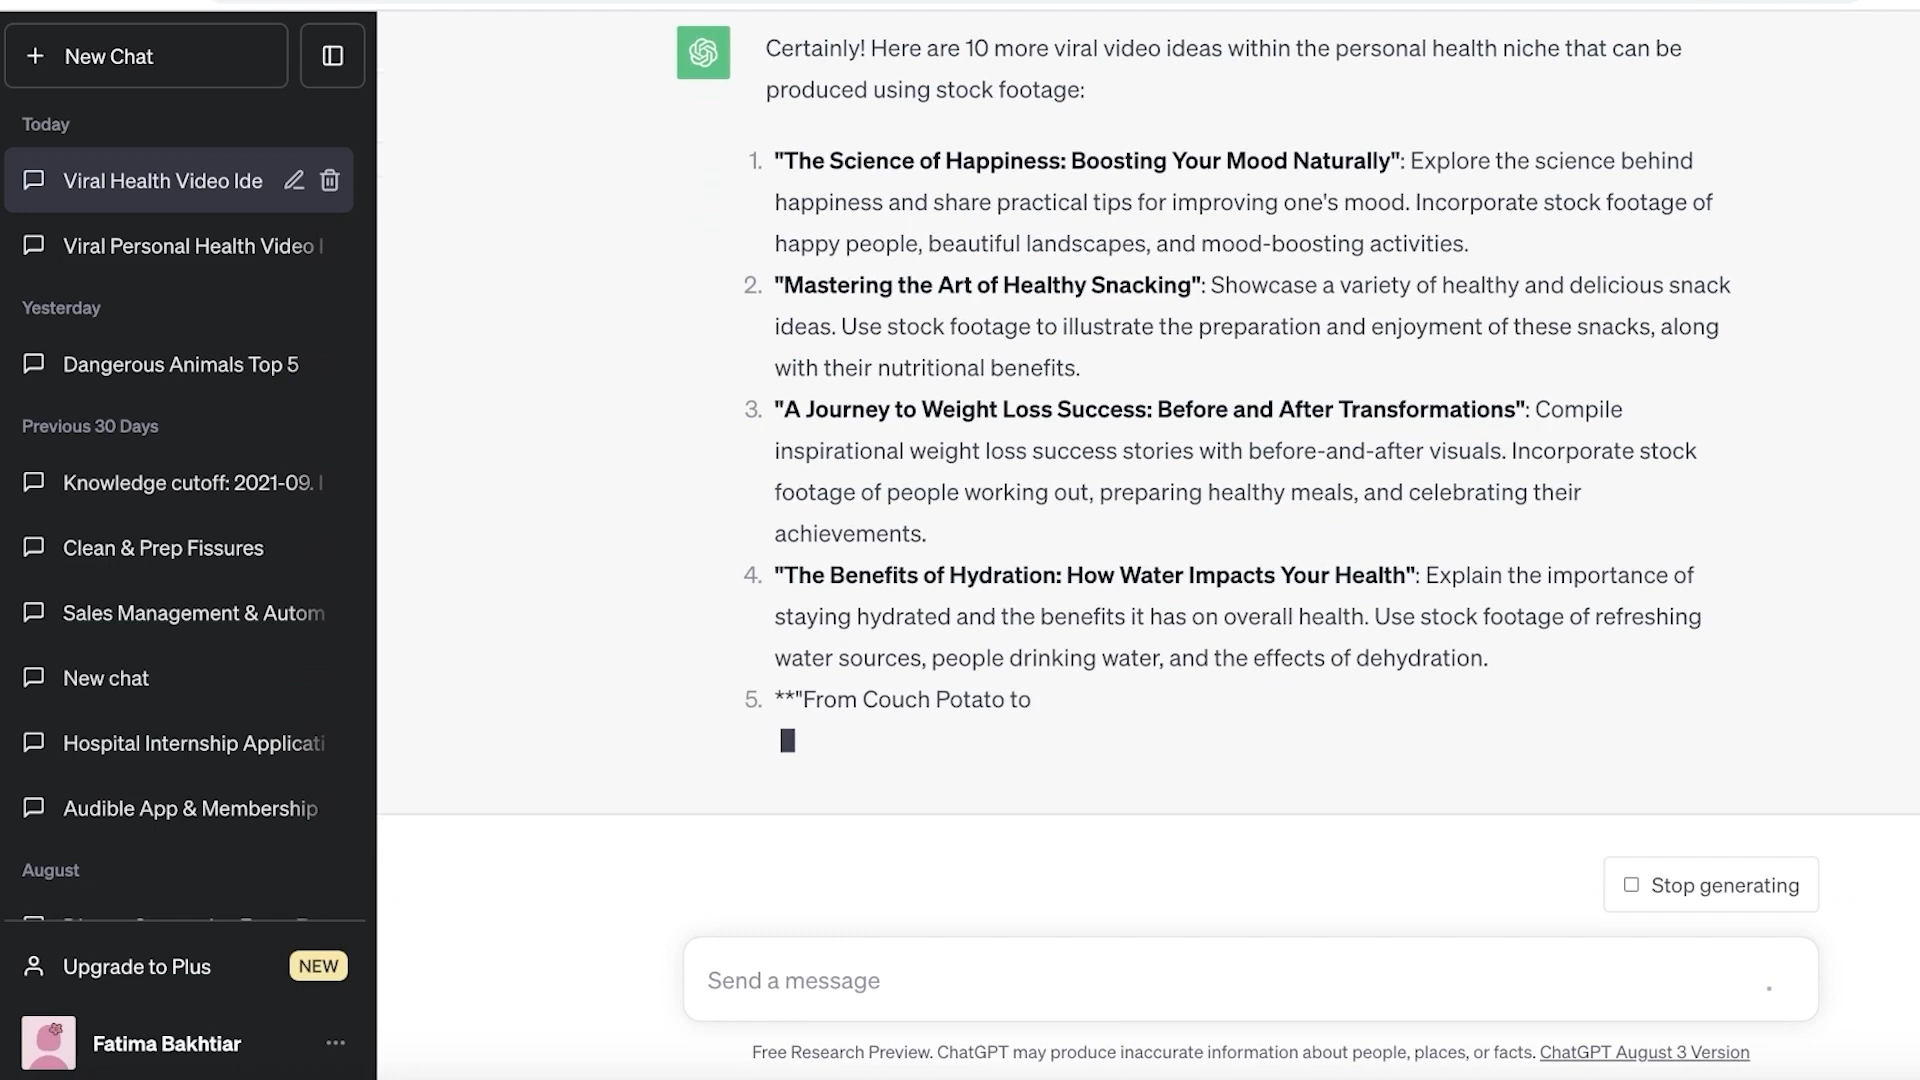 New Chat
Today
Viral Health Video Ide
Viral Personal Health Video
Yesterday
Dangerous Animals Top 5
Previous 30 Days
Knowledge cutoff: 2021-09.
Clean & Prep Fissures
Sales Management & Autom
New chat
Hospital Internship Applicati
Audible App & Membership
August
Upgrade to Plus NEW
Fatima Bakhtiar
Certainly! Here are 10 more viral video ideas within the personal health niche that can be
produced using stock footage:
1. "The Science of Happiness: Boosting Your Mood Naturally": Explore the science behind
happiness and share practical tips for improving one's mood. Incorporate stock footage of
happy people, beautiful landscapes, and mood-boosting activities.
2. "Mastering the Art of Healthy Snacking": Showcase a variety of healthy and delicious snack
ideas. Use stock footage to illustrate the preparation and enjoyment of these snacks, along
with their nutritional benefits.
3. "A Journey to Weight Loss Success: Before and After Transformations": Compile
inspirational weight loss success stories with before-and-after visuals. Incorporate stock
footage of people working out, preparing healthy meals, and celebrating their
achievements.
4. "The Benefits of Hydration: How Water Impacts Your Health": Explain the importance of
staying hydrated and the benefits it has on overall health. Use stock footage of refreshing
water sources, people drinking water, and the effects of dehydration.
5. **"From Couch Potato to
Stop generating
Send a message
Free Research Preview. ChatGPT may produce inaccurate information about people, places, or facts. ChatGPT August 3 Version